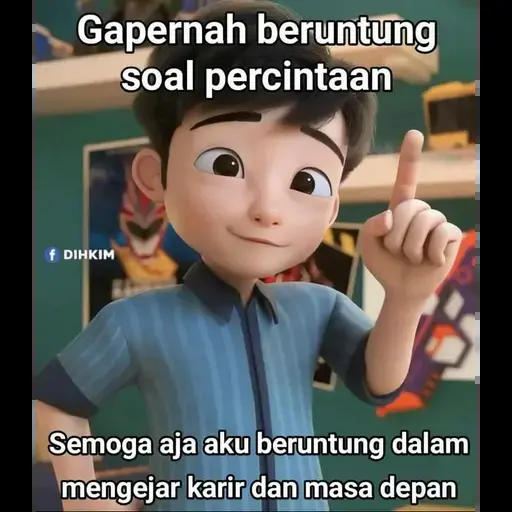 Gapernah beruntung
soal percintaan
f DIHKIM
Semoga aja aku beruntung dalam
mengejar karir dan masa depan